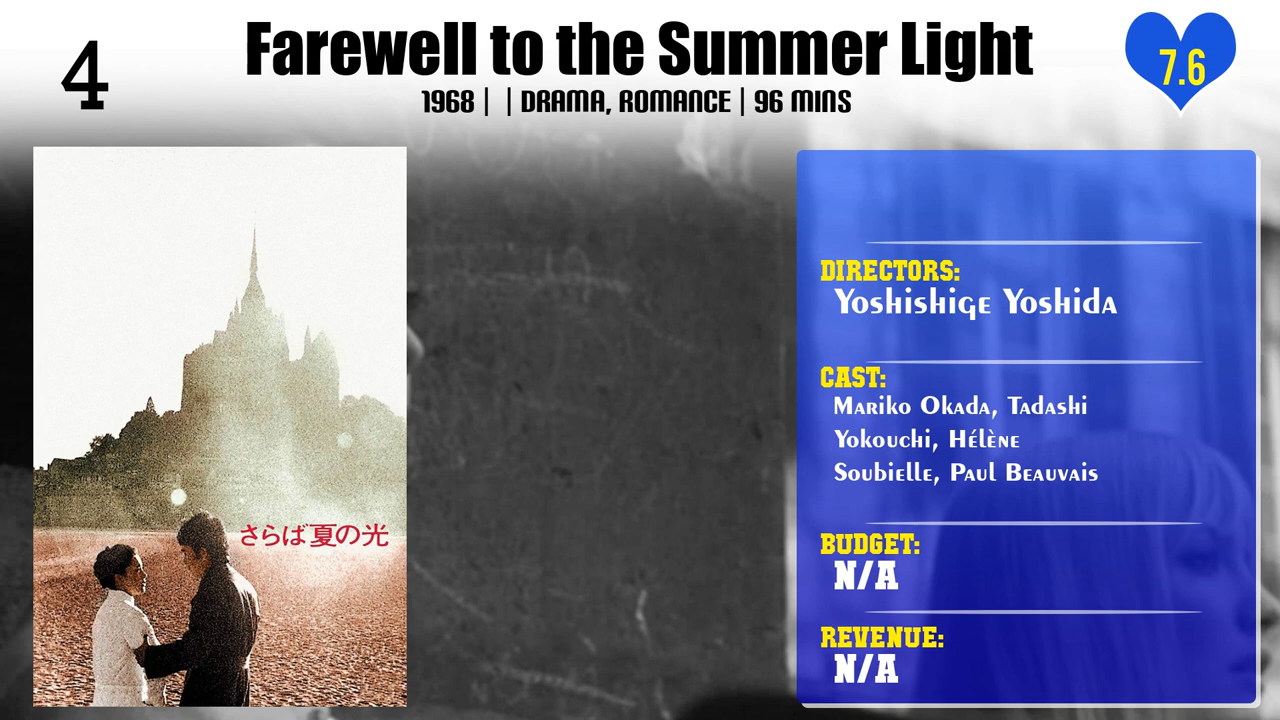 4
Farewell to the Summer Light
7.6
1968 | | DRAMA, ROMANCE | 96 MINS
さらば夏の光
DIRECTORS:
Yoshishige Yoshida
CAST:
Mariko Okada, Tadashi
Yokouchi, Hélène
Soubielle, Paul Beauvais
BUDGET:
N/A
REVENUE:
N/A